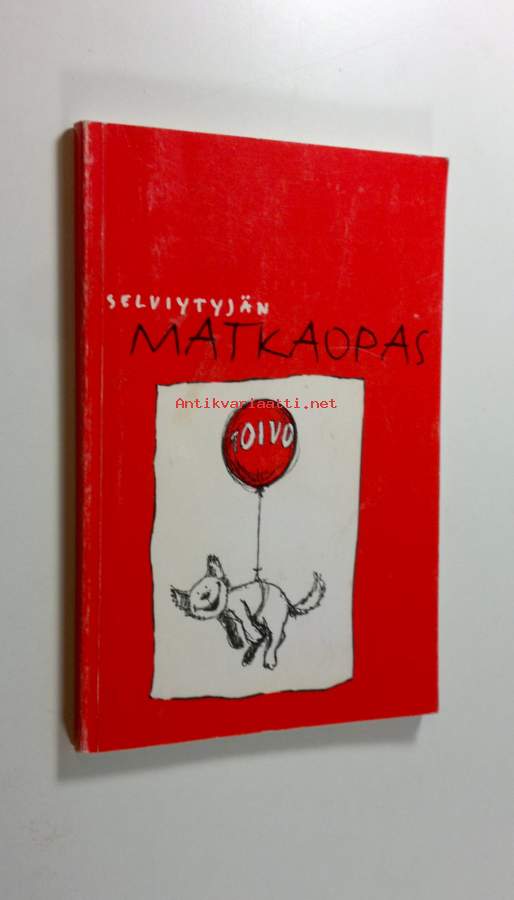 SELVIYTYJÄN
MATKAOPAS
Antikvariaatti.net
TOIVO